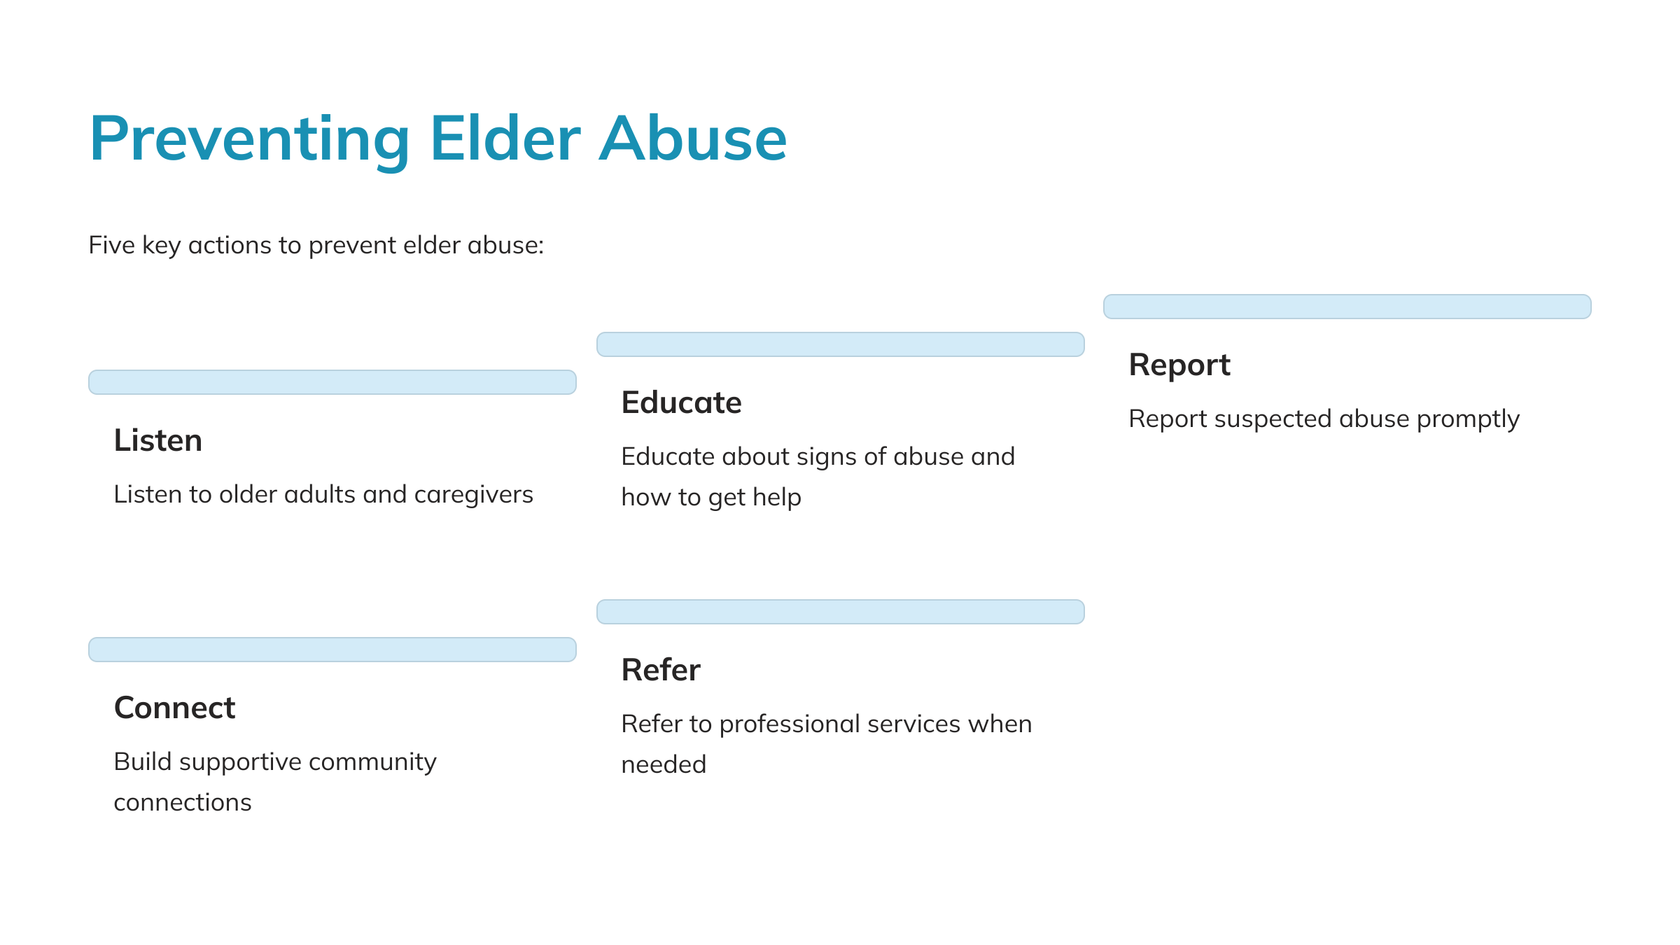 Preventing Elder Abuse
Five key actions to prevent elder abuse:
Listen
Listen to older adults and caregivers
Educate
Educate about signs of abuse and
how to get help
Report
Report suspected abuse promptly
Connect
Build supportive community
connections
Refer
Refer to professional services when
needed